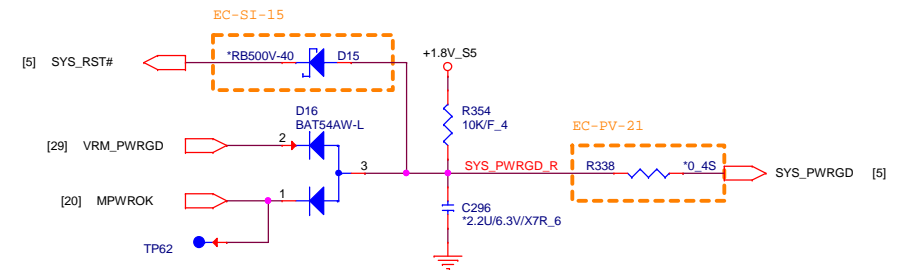 EC-SI-15
[5] SYS_RST#
*RB500V-40 D15
+1.8V_S5
D16
BAT54AW-L
R354
10K/F_4
EC-PV-21
[29] VRM_PWRGD
2
3
SYS_PWRGD_R
R338 *0_4S
SYS_PWRGD [5]
[20] MPWROK
1
C296
*2.2U/6.3V/X7R_6
TP62